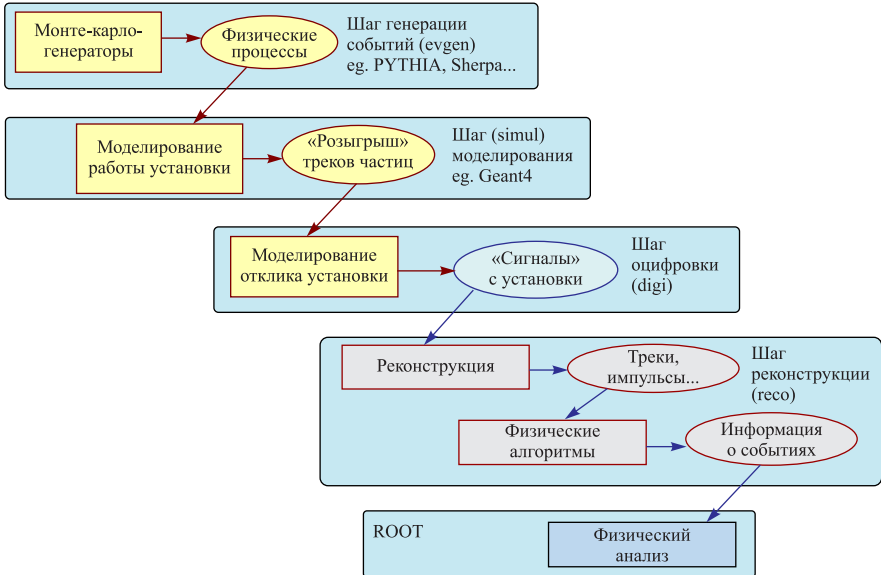 Монте-карло-
генераторы
Физические
процессы
Шаг генерации
событий (evgen)
eg. PYTHIA, Sherpa...
Моделирование
работы установки
«Розыгрыш»
треков частиц
Шаг (simul)
моделирования
eg. Geant4
Моделирование
отклика установки
«Сигналы»
с установки
Шаг
оцифровки
(digi)
Реконструкция
Треки,
импульсы...
Шаг
реконструкции
(reco)
Физические
алгоритмы
Информация
о событиях
ROOT
Физический
анализ